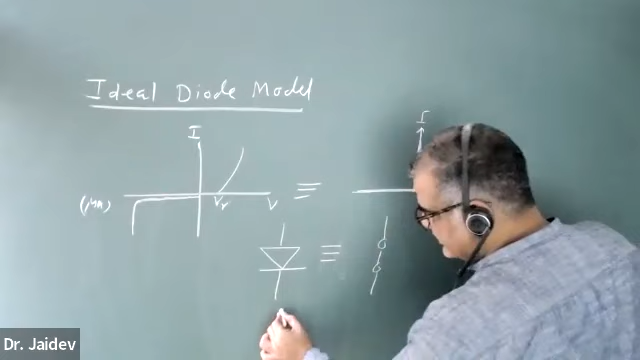 Ideal Diode Model
I
I
(μA)
Vr
V
Dr. Jaidev